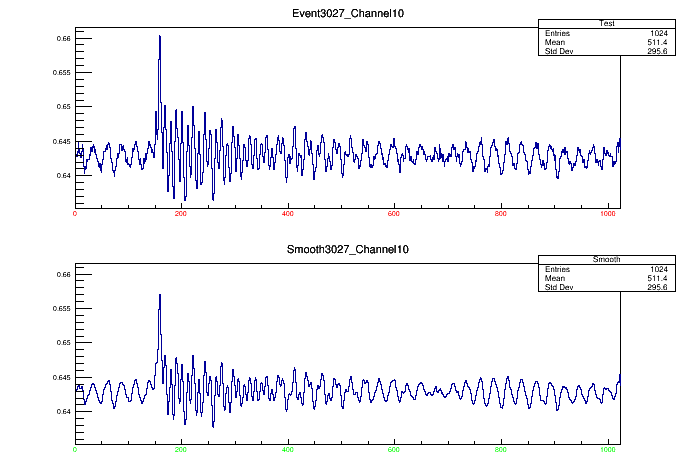 Event3027_Channel10
Test
Entries 1024
Mean 511.4
Std Dev 295.6
0.66
0.655
0.65
0.645
0.64
0 200 400 600 800 1000
Smooth3027_Channel10
Smooth
Entries 1024
Mean 511.4
Std Dev 295.6
0.66
0.655
0.65
0.645
0.64
0 200 400 600 800 1000